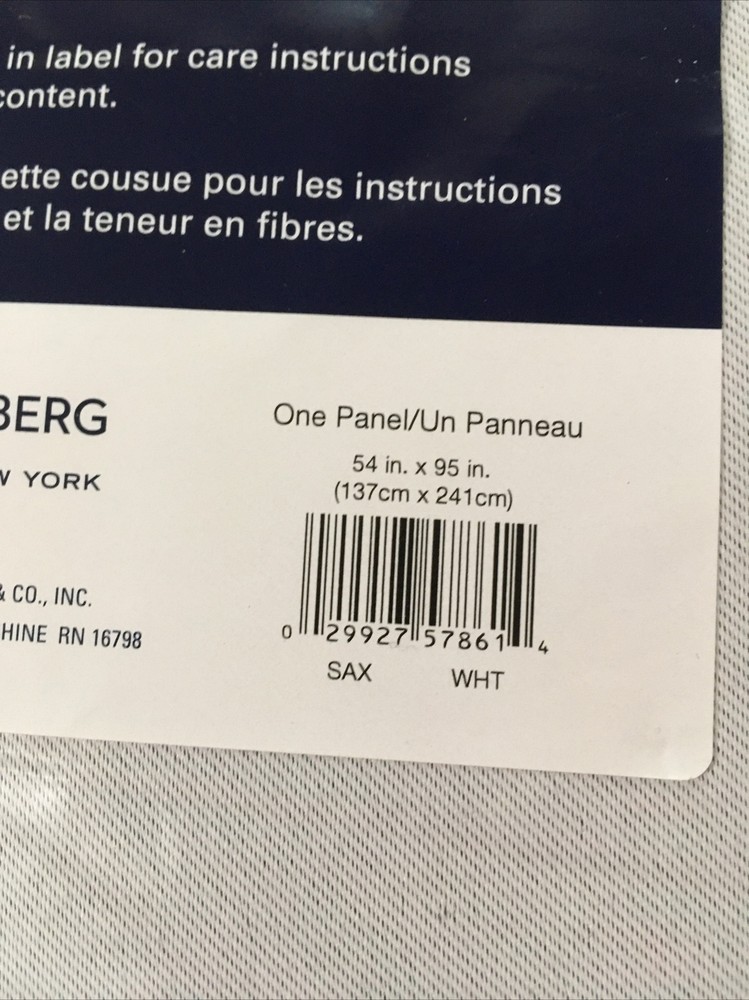 in label for care instructions
content.
ette cousue pour les instructions
et la teneur en fibres.
BERG
W YORK
& CO., INC.
HINE RN 16798
One Panel/Un Panneau
54 in. x 95 in.
(137cm x 241cm)
0 29927 57861 4
SAX WHT